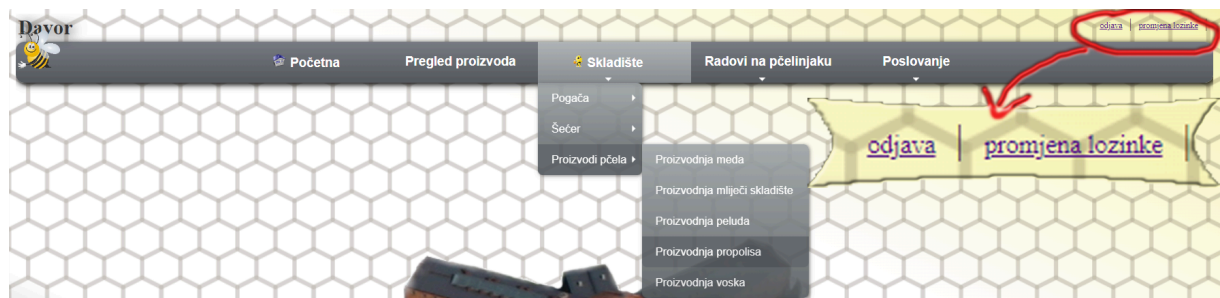 Davor
odjava | promjena lozinke |
Početna Pregled proizvoda Skladište Radovi na pčelinjaku Poslovanje
Pogača
Šećer
Proizvodi pčela
Proizvodnja meda
Proizvodnja mliječi skladište
Proizvodnja peluda
Proizvodnja propolisa
Proizvodnja voska
odjava | promjena lozinke |